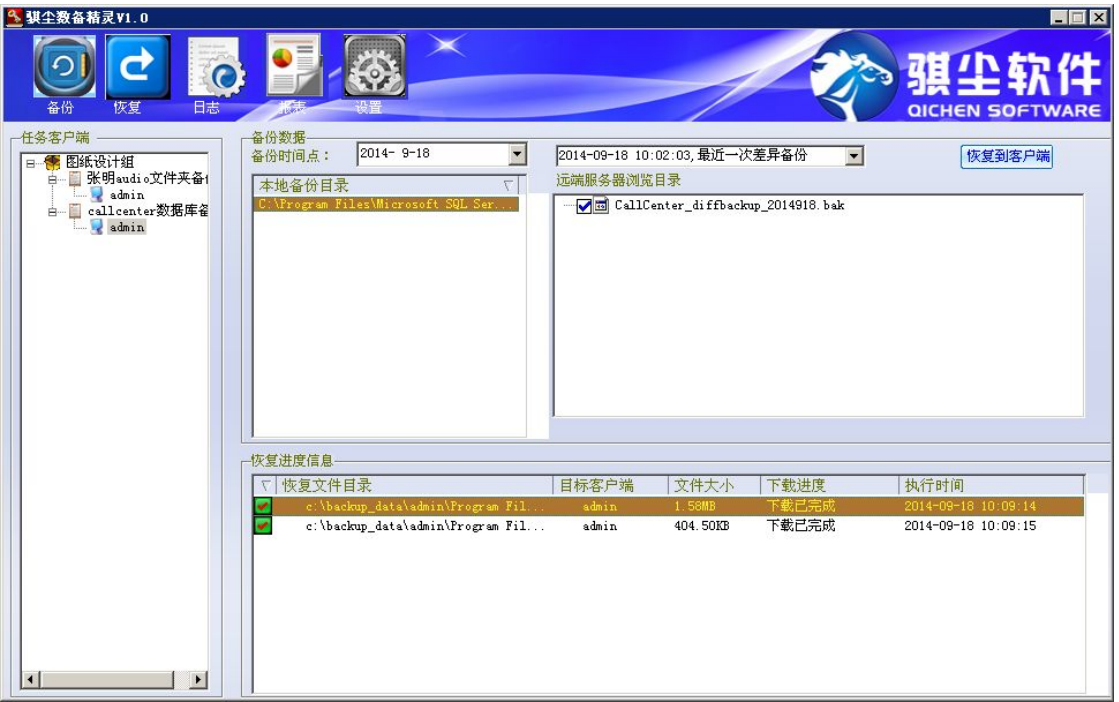 骐尘数备精灵V1.0
备份 恢复 日志 报表 设置
骐尘软件
QICHEN SOFTWARE
任务客户端
图纸设计组
张明audio文件夹备
admin
callcenter数据库备
admin
备份数据
备份时间点： 2014- 9-18
2014-09-18 10:02:03,最近一次差异备份
恢复到客户端
本地备份目录
C:\Program Files\Microsoft SQL Ser...
远端服务器浏览目录
CallCenter_diffbackup_2014918.bak
恢复进度信息
恢复文件目录 目标客户端 文件大小 下载进度 执行时间
c:\backup_data\admin\Program Fil... admin 1.58MB 下载已完成 2014-09-18 10:09:14
c:\backup_data\admin\Program Fil... admin 404.50KB 下载已完成 2014-09-18 10:09:15